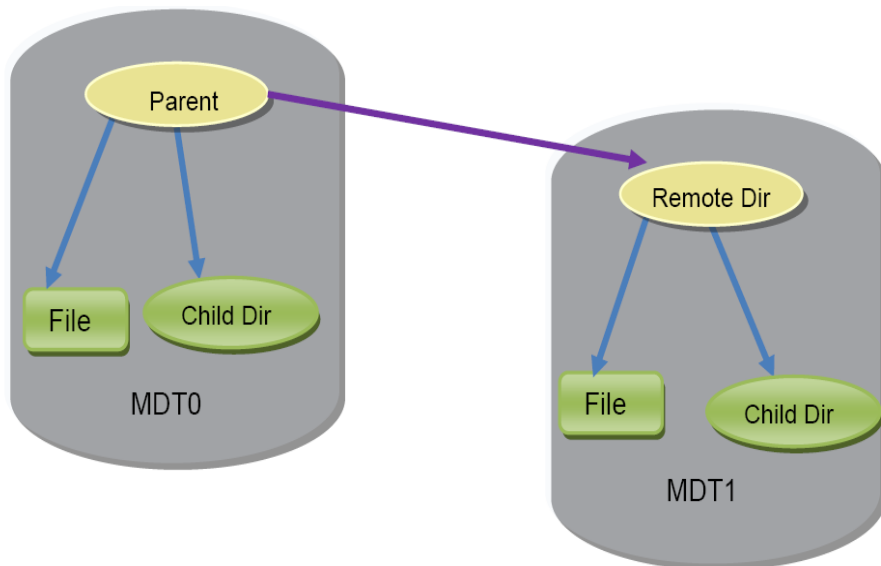 Parent
File
Child Dir
MDT0
Remote Dir
File
Child Dir
MDT1